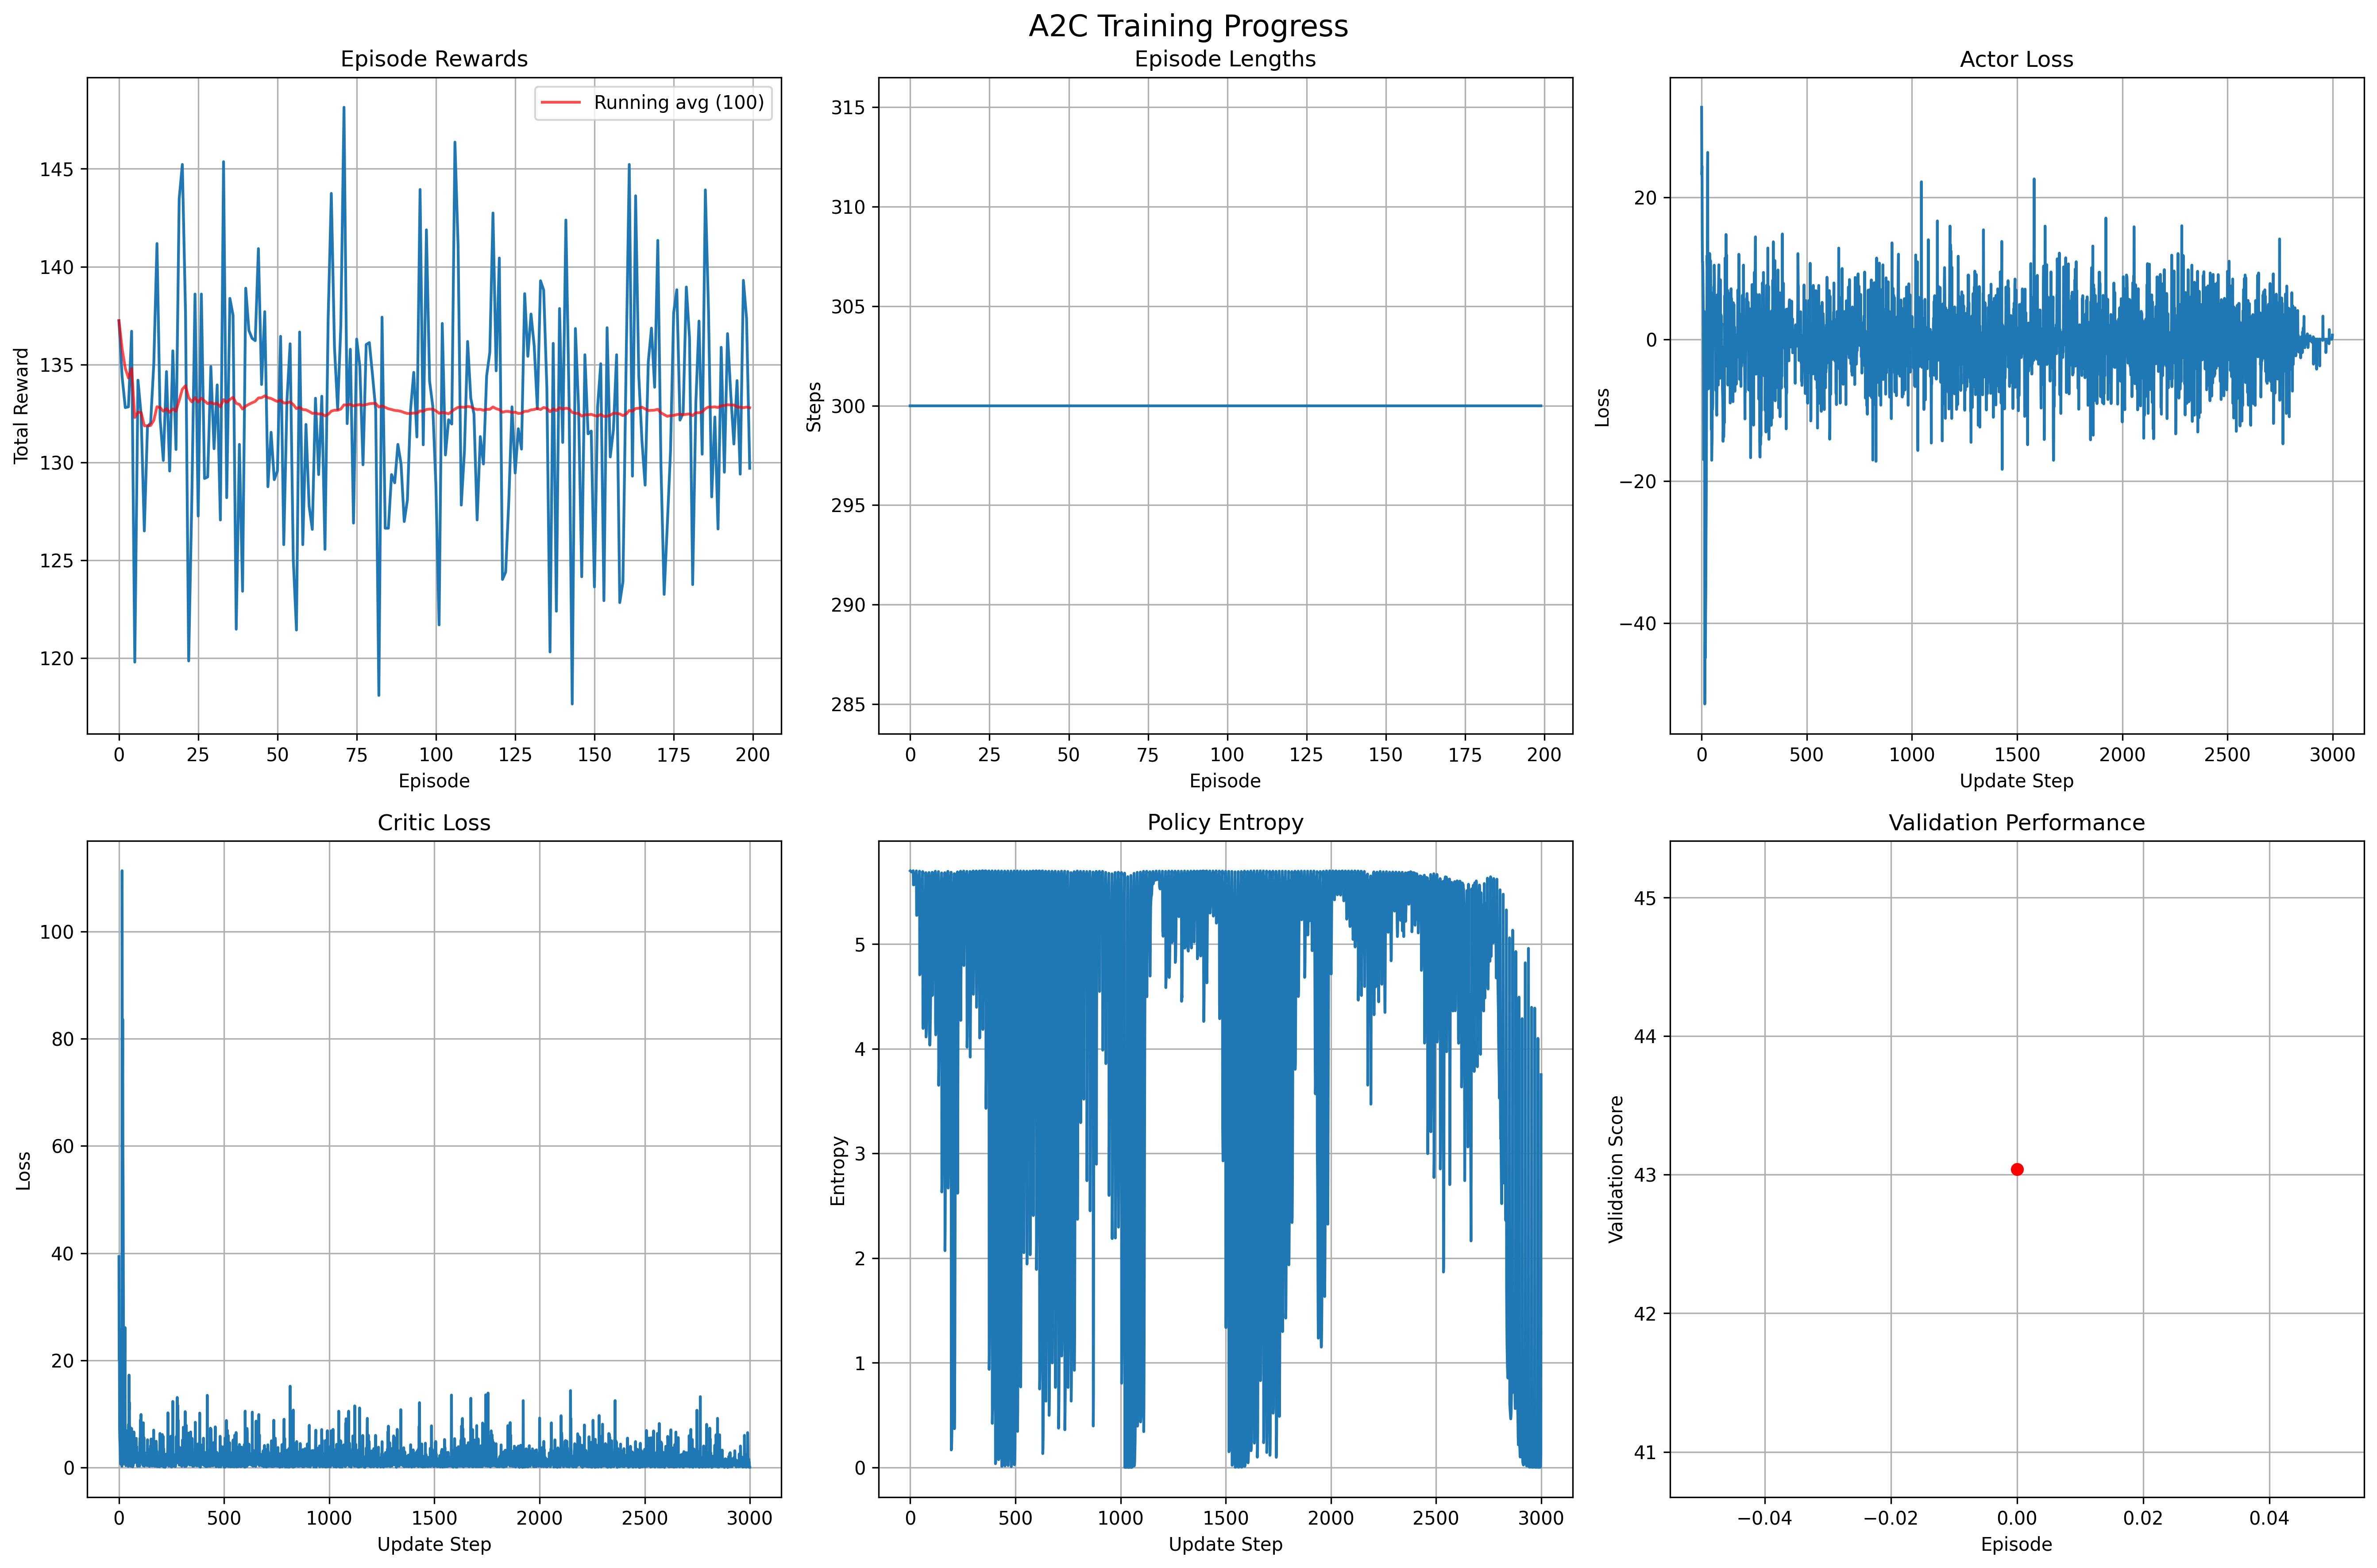 A2C Training Progress
Episode Rewards
Running avg (100)
Total Reward
145
140
135
130
125
120
0 25 50 75 100 125 150 175 200
Episode
Episode Lengths
Steps
315
310
305
300
295
290
285
0 25 50 75 100 125 150 175 200
Episode
Actor Loss
Loss
20
0
−20
−40
0 500 1000 1500 2000 2500 3000
Update Step
Critic Loss
Loss
100
80
60
40
20
0
0 500 1000 1500 2000 2500 3000
Update Step
Policy Entropy
Entropy
5
4
3
2
1
0
0 500 1000 1500 2000 2500 3000
Update Step
Validation Performance
Validation Score
45
44
43
42
41
−0.04 −0.02 0.00 0.02 0.04
Episode